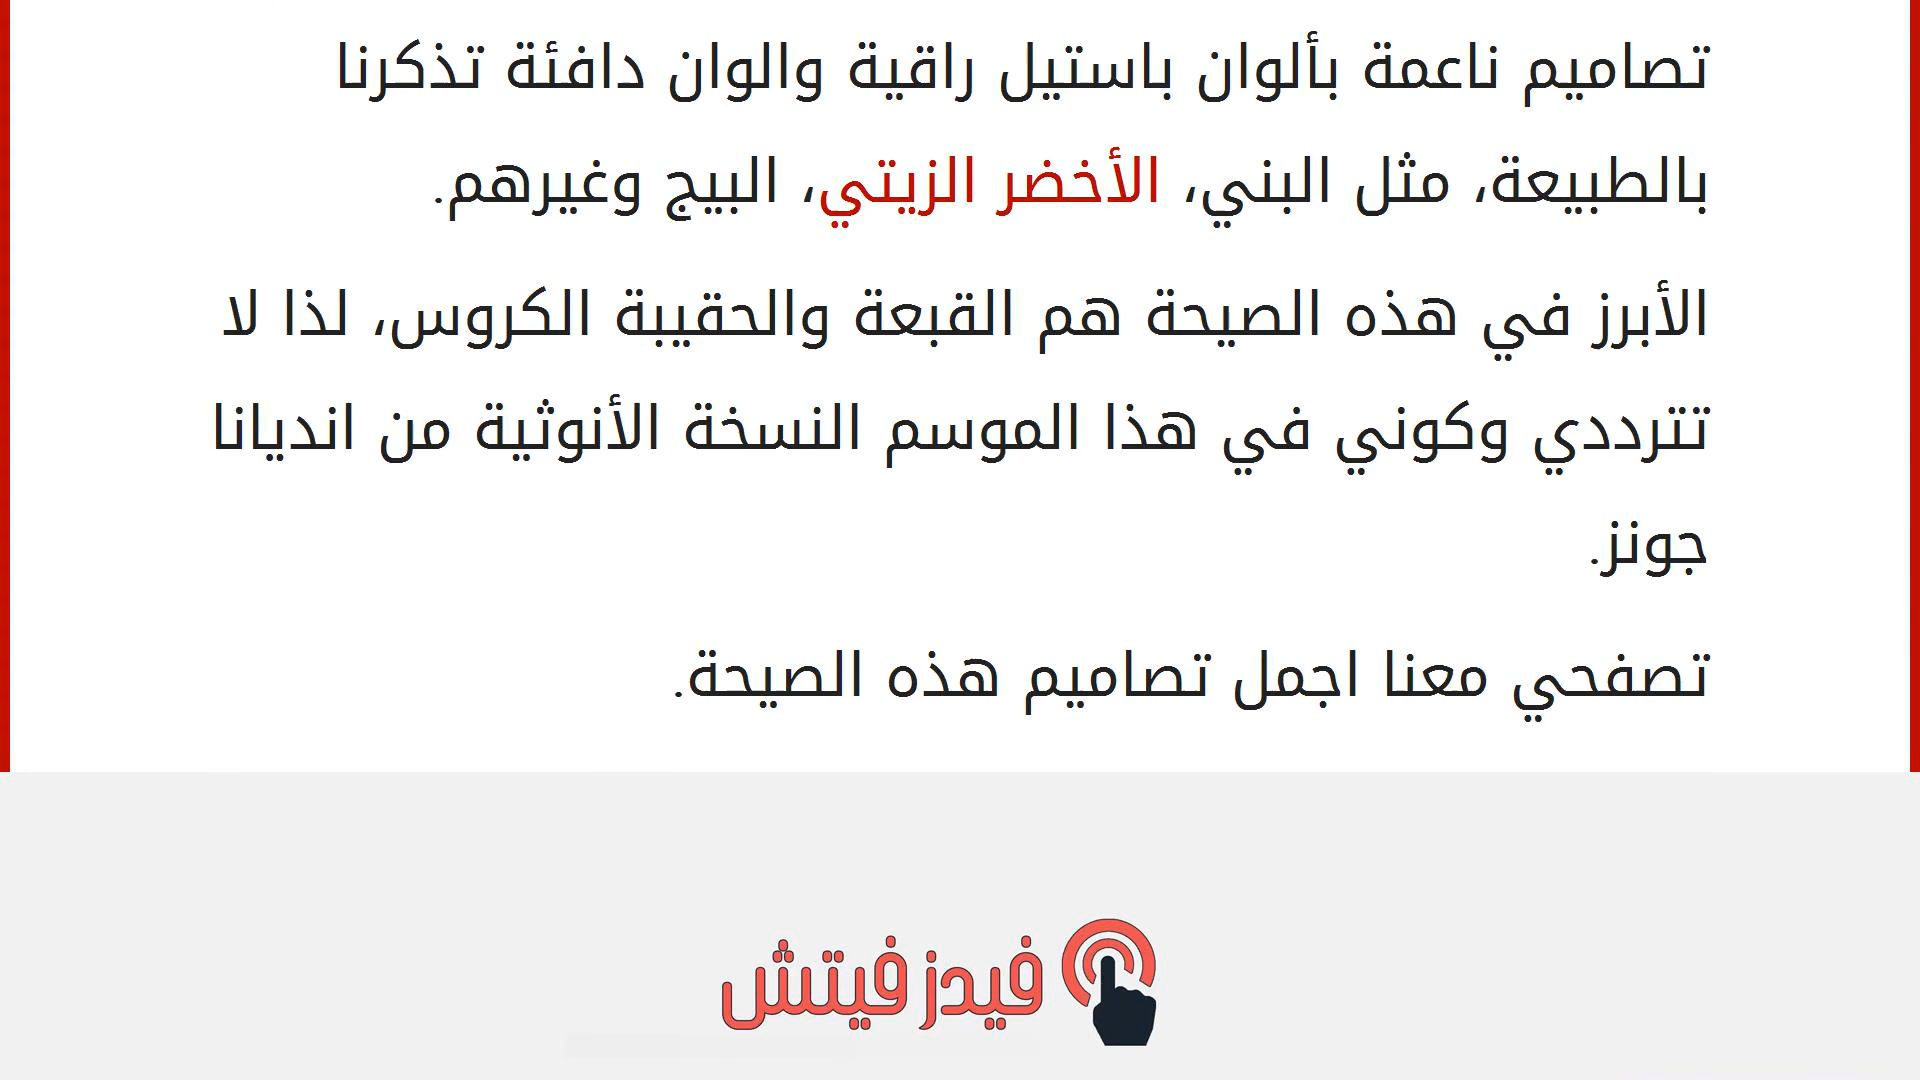 تصاميم ناعمة بألوان باستيل راقية والوان دافئة تذكرنا
بالطبيعة، مثل البني، الأخضر الزيتي، البيج وغيرهم.
الأبرز في هذه الصيحة هم القبعة والحقيبة الكروس، لذا لا
تترددي وكوني في هذا الموسم النسخة الأنوثية من انديانا
جونز.
تصفحي معنا اجمل تصاميم هذه الصيحة.
فيدز فيتش